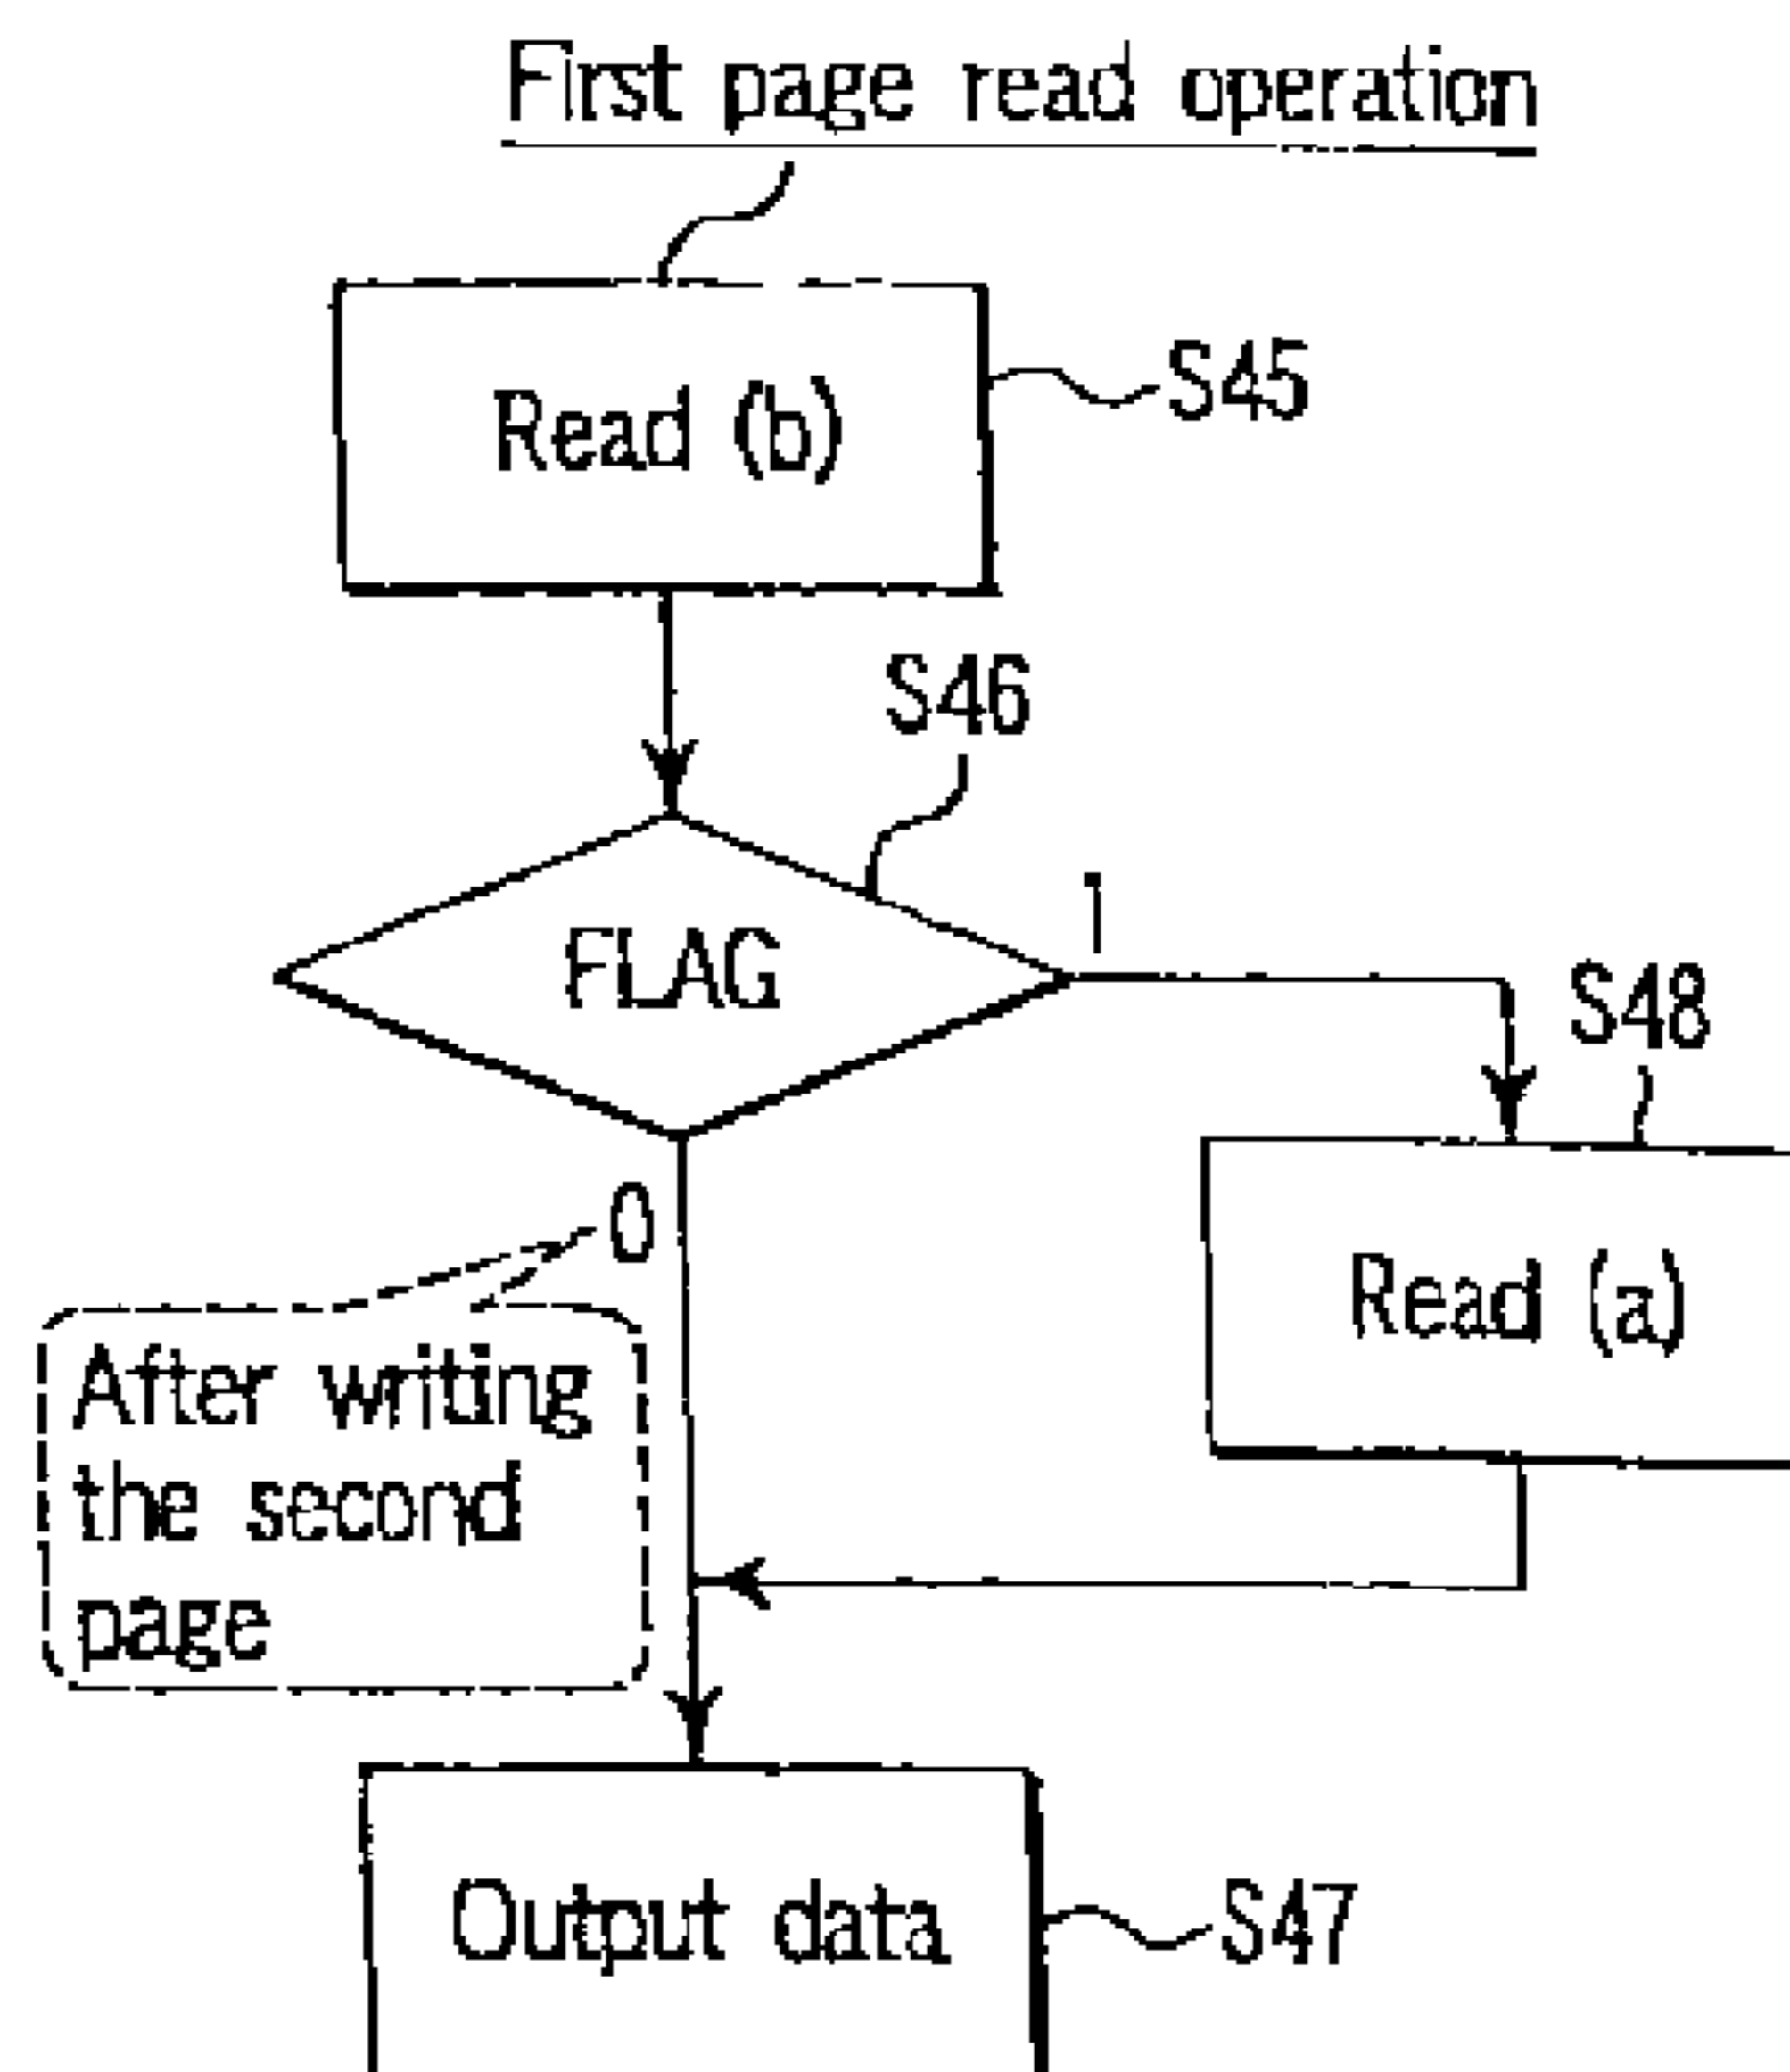 First page read operation
Read (b)
S45
S46
FLAG
1
S48
0
Read (a)
After writing
the second
page
Output data
S47